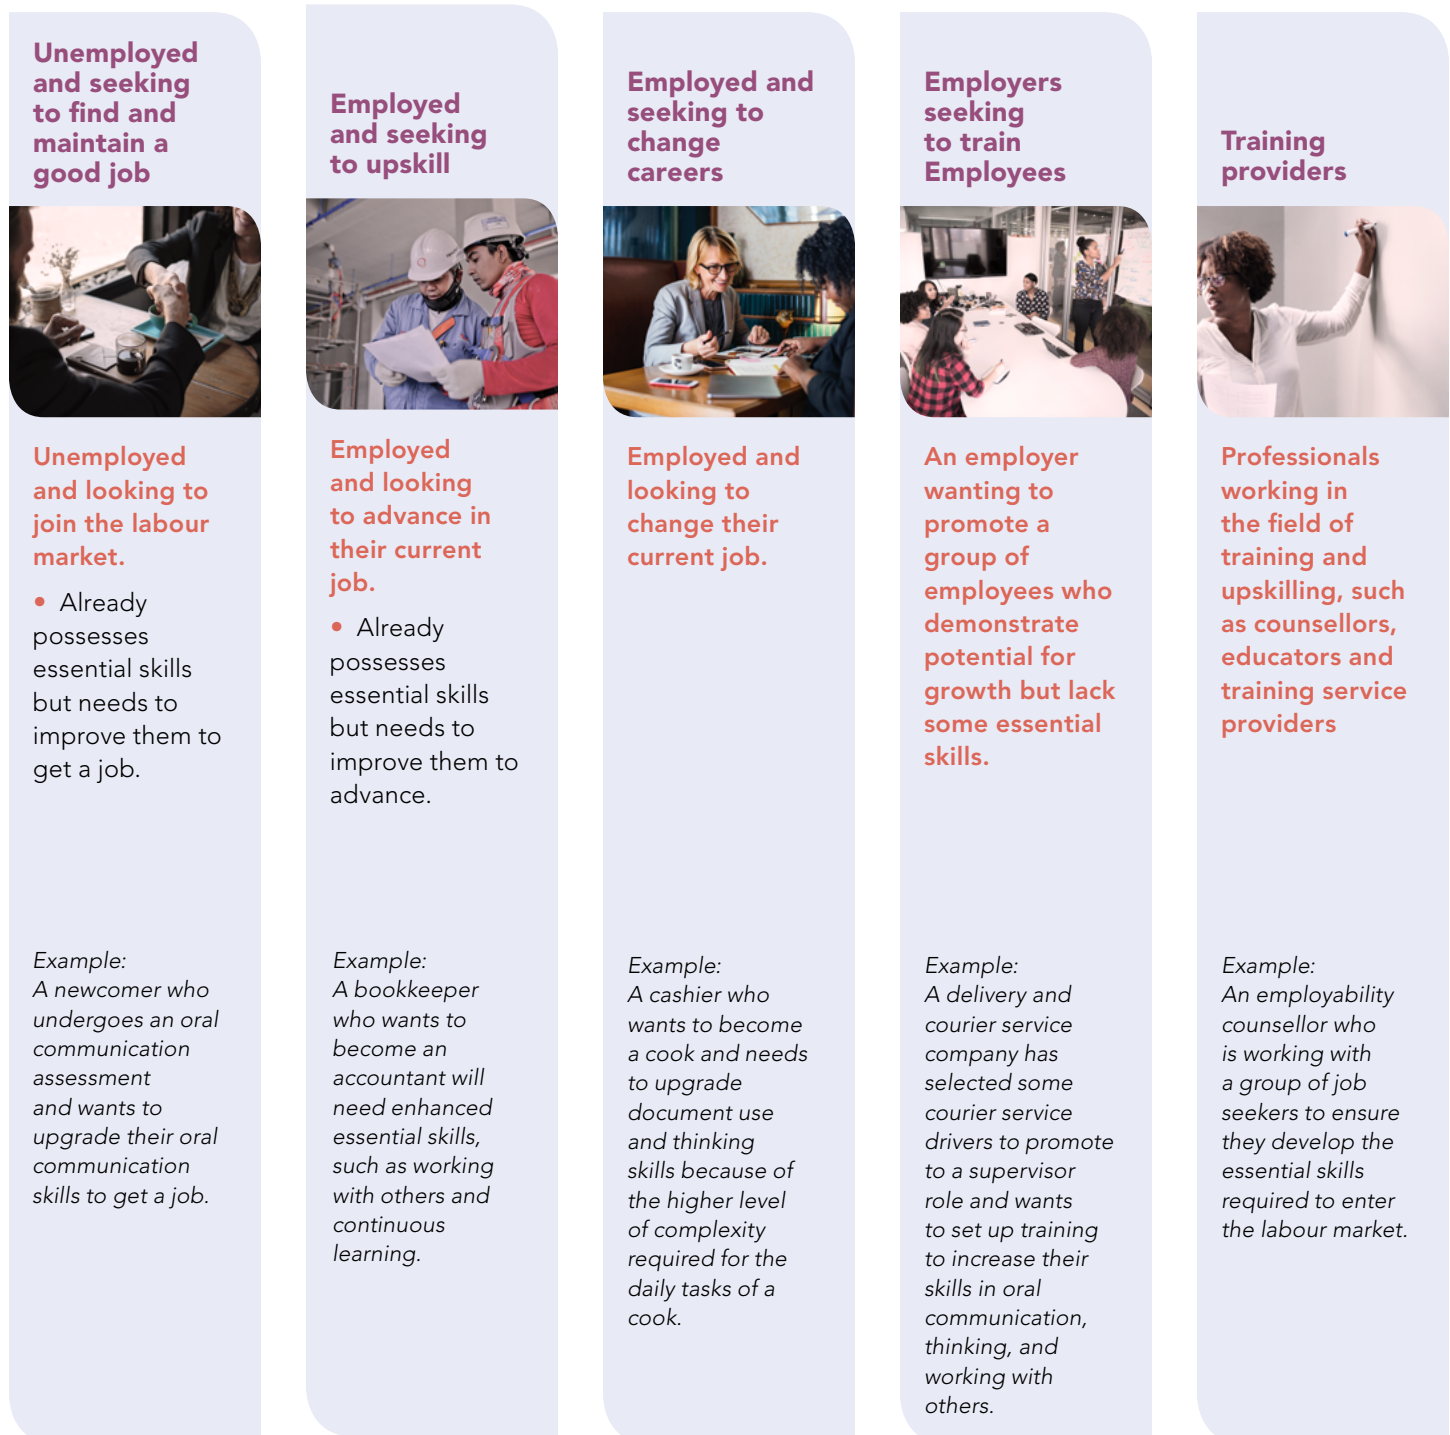 Unemployed
and seeking
to find and
maintain a
good job
Unemployed
and looking to
join the labour
market.
• Already
possesses
essential skills
but needs to
improve them to
get a job.
Example:
A newcomer who
undergoes an oral
communication
assessment
and wants to
upgrade their oral
communication
skills to get a job.
Employed
and seeking
to upskill
Employed
and looking
to advance in
their current
job.
• Already
possesses
essential skills
but needs to
improve them to
advance.
Example:
A bookkeeper
who wants to
become an
accountant will
need enhanced
essential skills,
such as working
with others and
continuous
learning.
Employed and
seeking to
change
careers
Employed and
looking to
change their
current job.
Example:
A cashier who
wants to become
a cook and needs
to upgrade
document use
and thinking
skills because of
the higher level
of complexity
required for the
daily tasks of a
cook.
Employers
seeking
to train
Employees
An employer
wanting to
promote a
group of
employees who
demonstrate
potential for
growth but lack
some essential
skills.
Example:
A delivery and
courier service
company has
selected some
courier service
drivers to promote
to a supervisor
role and wants
to set up training
to increase their
skills in oral
communication,
thinking, and
working with
others.
Training
providers
Professionals
working in
the field of
training and
upskilling, such
as counsellors,
educators and
training service
providers
Example:
An employability
counsellor who
is working with
a group of job
seekers to ensure
they develop the
essential skills
required to enter
the labour market.